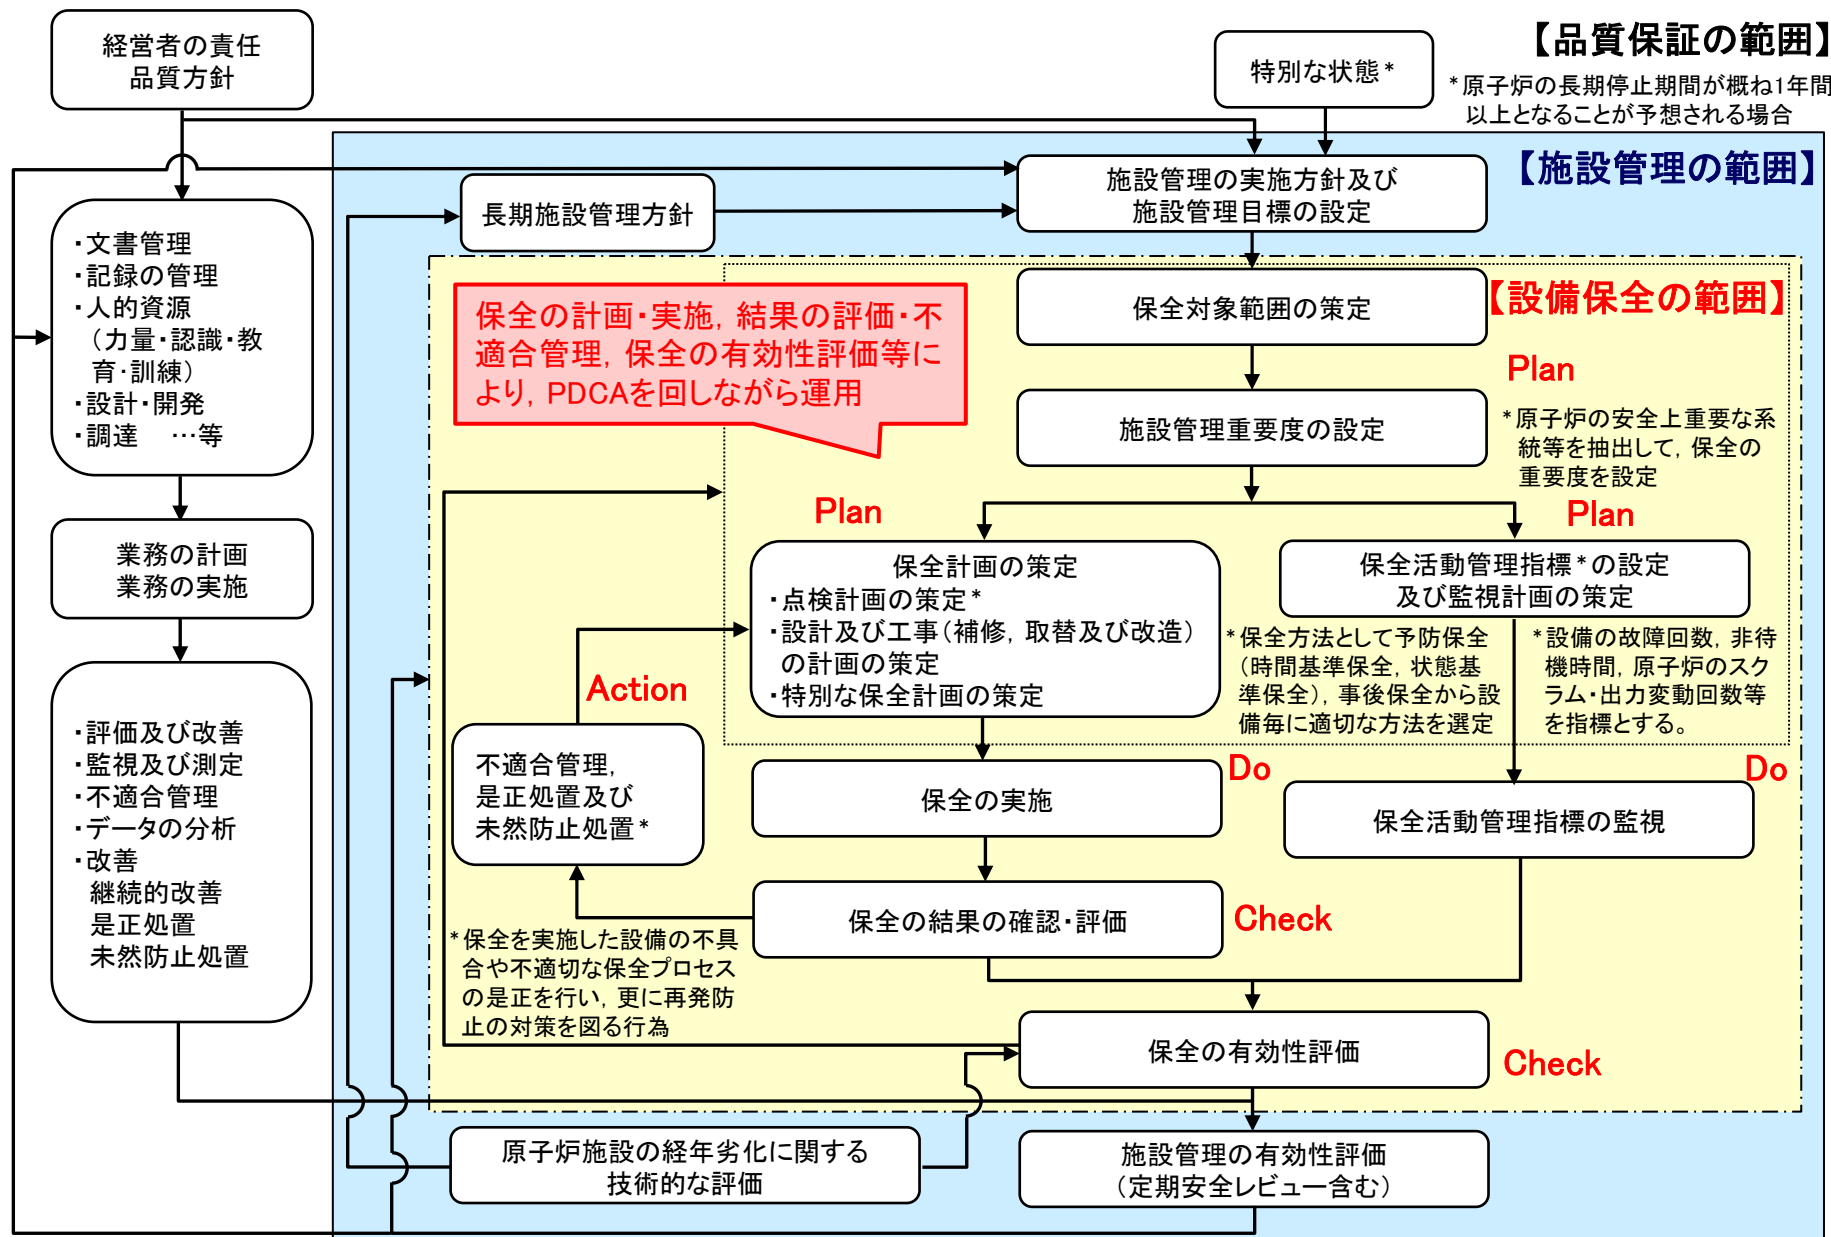 経営者の責任
品質方針
特別な状態*
【品質保証の範囲】
*原子炉の長期停止期間が概ね1年間
以上となることが予想される場合
【施設管理の範囲】
施設管理の実施方針及び
施設管理目標の設定
長期施設管理方針
・文書管理
・記録の管理
・人的資源
（力量・認識・教
育・訓練）
・設計・開発
・調達　…等
保全の計画・実施，結果の評価・不
適合管理，保全の有効性評価等に
より，PDCAを回しながら運用
保全対象範囲の策定
【設備保全の範囲】
Plan
施設管理重要度の設定
*原子炉の安全上重要な系
統等を抽出して，保全の
重要度を設定
Plan
Plan
業務の計画
業務の実施
保全計画の策定
・点検計画の策定*
・設計及び工事（補修，取替及び改造）
の計画の策定
・特別な保全計画の策定
保全活動管理指標*の設定
及び監視計画の策定
*保全方法として予防保全
（時間基準保全，状態基
準保全），事後保全から設
備毎に適切な方法を選定
*設備の故障回数，非待
機時間，原子炉のスク
ラム・出力変動回数等
を指標とする。
Action
・評価及び改善
・監視及び測定
・不適合管理
・データの分析
・改善
継続的改善
是正処置
未然防止処置
不適合管理，
是正処置及び
未然防止処置*
Do
保全の実施
Do
保全活動管理指標の監視
保全の結果の確認・評価
Check
*保全を実施した設備の不具
合や不適切な保全プロセス
の是正を行い，更に再発防
止の対策を図る行為
保全の有効性評価
Check
原子炉施設の経年劣化に関する
技術的な評価
施設管理の有効性評価
（定期安全レビュー含む）